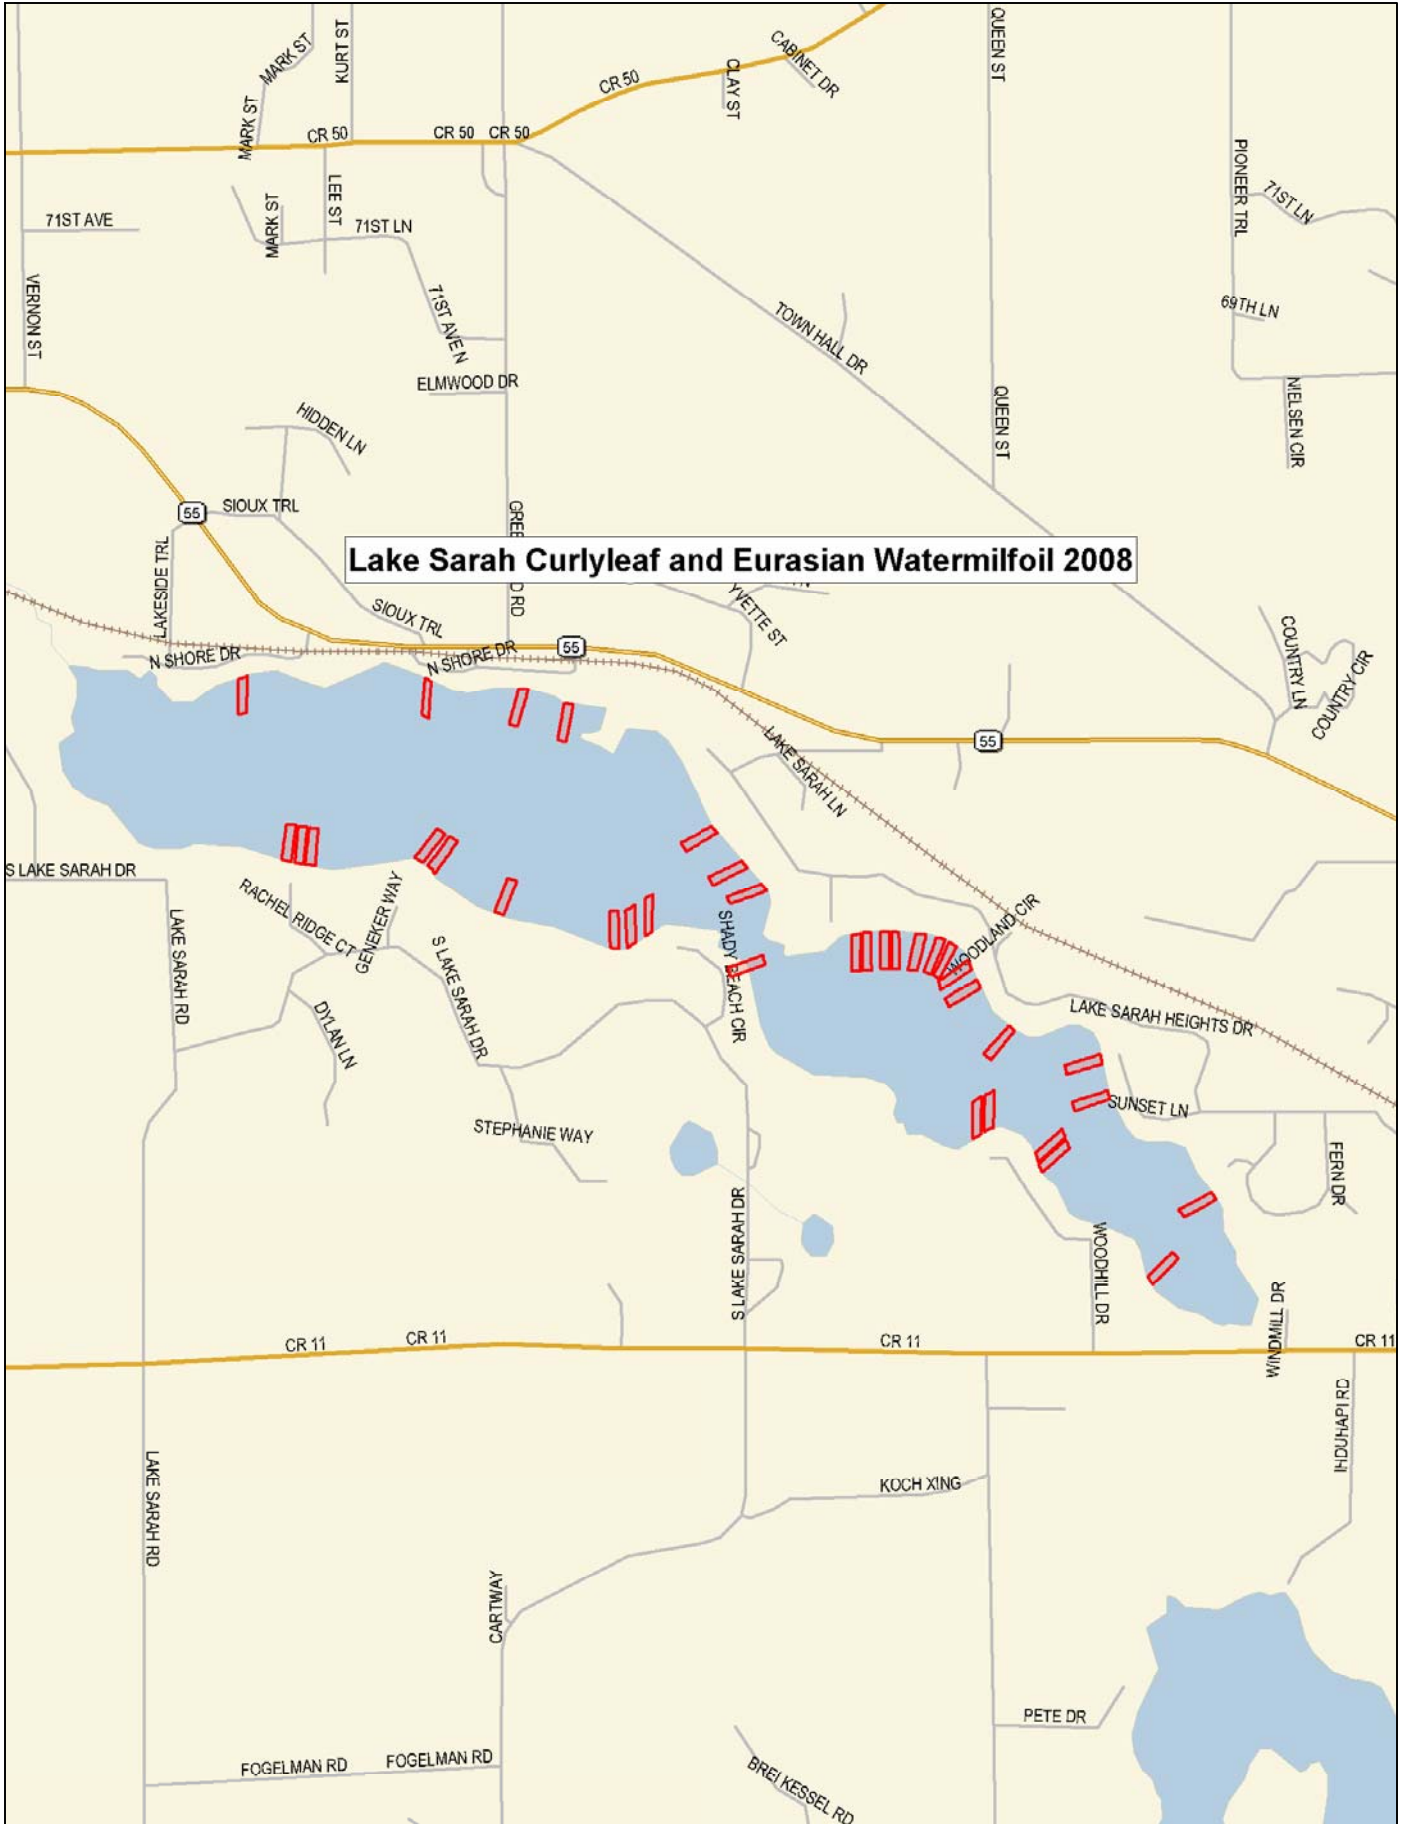 MARK ST
KURT ST
CR 50
CLAY ST
CABINET DR
QUEEN ST
MARK ST
CR 50
CR 50
CR 50
PIONEER TRL
71ST LN
LEE ST
MARK ST
71ST AVE
71ST LN
VERNON ST
71ST AVE N
69TH LN
TOWN HALL DR
ELMWOOD DR
QUEEN ST
NIELSEN CIR
HIDDEN LN
55
SIOUX TRL
LAKESIDE TRL
Lake Sarah Curlyleaf and Eurasian Watermilfoil 2008
D RD
SIOUX TRL
YVETTE ST
COUNTRY LN
COUNTRY CIR
N SHORE DR
N SHORE DR
55
55
LAKE SARAH LN
S LAKE SARAH DR
RACHEL RIDGE CT
GENEKER WAY
LAKE SARAH RD
S LAKE SARAH DR
SHADY BEACH CIR
WOODLAND CIR
DYLAN LN
LAKE SARAH HEIGHTS DR
SUNSET LN
STEPHANIE WAY
FERN DR
S LAKE SARAH DR
WOODHILL DR
WINDMILL DR
CR 11
CR 11
CR 11
CR 11
IHDUHAPI RD
LAKE SARAH RD
KOCH XING
CARTWAY
PETE DR
FOGELMAN RD
FOGELMAN RD
BREI KESSEL RD